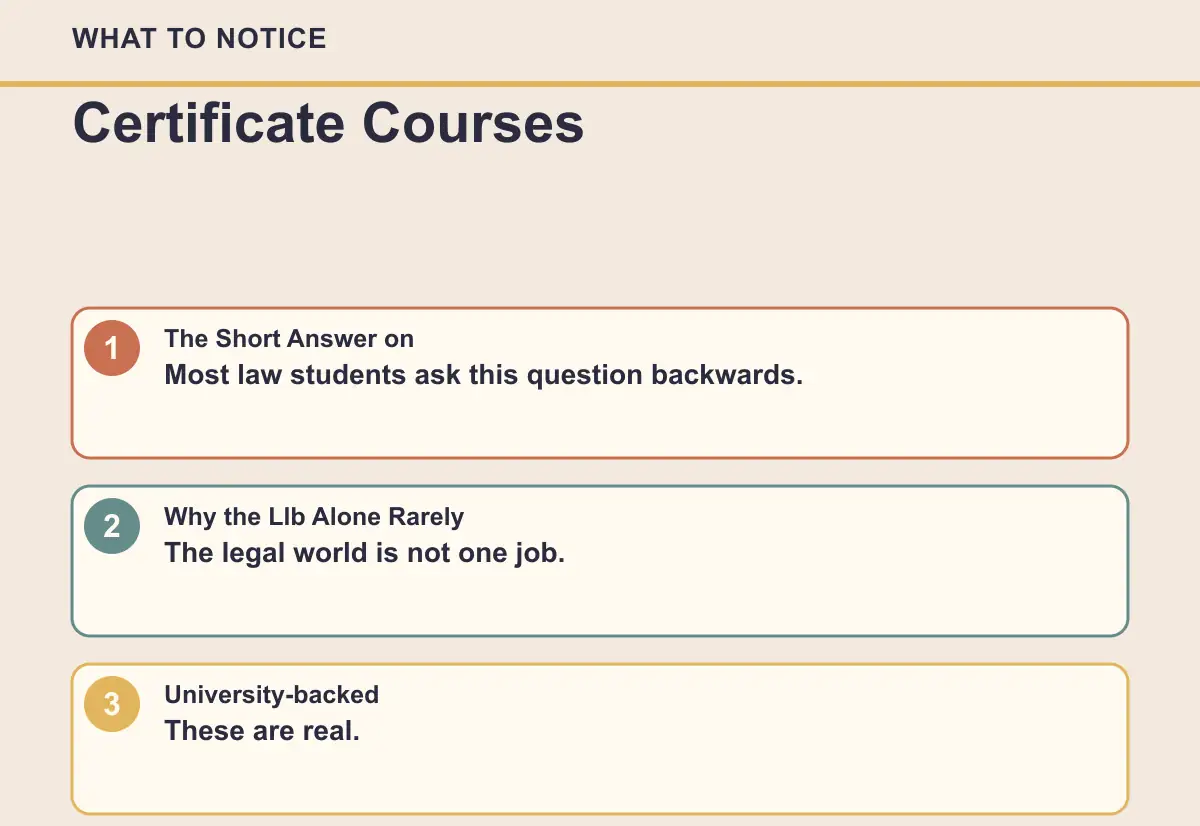 WHAT TO NOTICE
Certificate Courses
1
The Short Answer on
Most law students ask this question backwards.
2
Why the Llb Alone Rarely
The legal world is not one job.
3
University-backed
These are real.